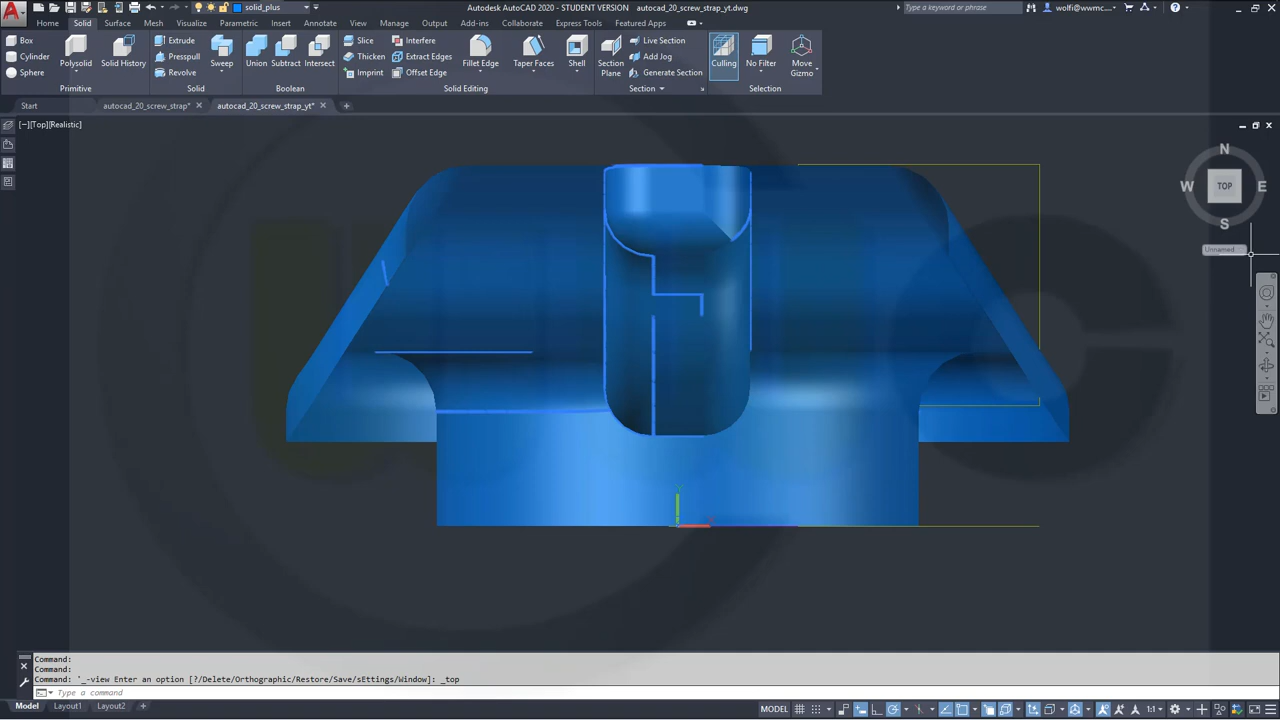 Autodesk AutoCAD 2020 - STUDENT VERSION autocad_20_screw_strap_yt.dwg
solid_plus
Type a keyword or phrase
wolfi@wwmc...
Home Solid Surface Mesh Visualize Parametric Insert Annotate View Manage Output Add-ins Collaborate Express Tools Featured Apps
Box
Cylinder
Sphere
Polysolid
Solid History
Primitive
Extrude
Presspull
Revolve
Sweep
Solid
Union
Subtract
Intersect
Boolean
Slice
Thicken
Imprint
Interfere
Extract Edges
Offset Edge
Fillet Edge
Taper Faces
Shell
Solid Editing
Section
Plane
Live Section
Add Jog
Generate Section
Section
Culling
No Filter
Move
Gizmo
Selection
Start autocad_20_screw_strap* autocad_20_screw_strap_yt*
[−][Top][Realistic]
N
W TOP E
S
Unnamed
Y
Command:
Command:
Command: '_-view Enter an option [?/Delete/Orthographic/Restore/Save/sEttings/Window]: _top
Type a command
Model Layout1 Layout2
MODEL
1:1